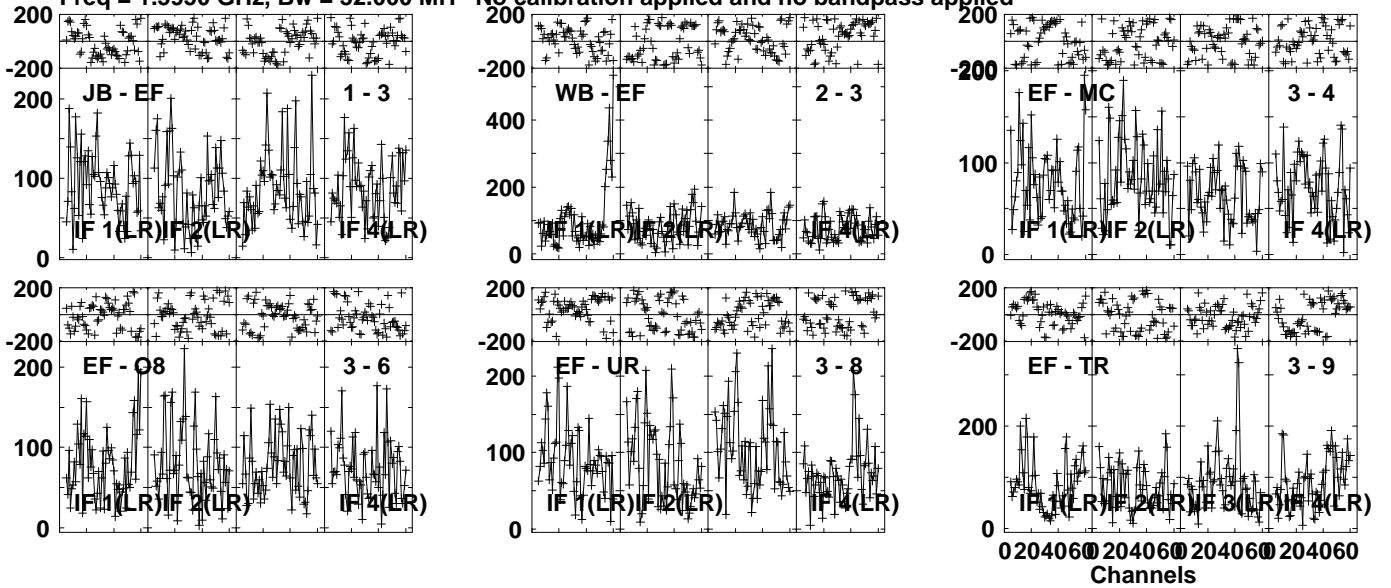 Freq = GHz, Bw = 32.000 MH No calibration applied and no bandpass applied
200
-200
200
100
0
JB - EF 1 - 3
IF 1(LR) IF 2(LR) IF 4(LR)
200
-200
400
200
0
WB - EF 2 - 3
IF 1(LR) IF 2(LR) IF 4(LR)
200
-200
200
100
0
EF - MC 3 - 4
IF 1(LR) IF 2(LR) IF 4(LR)
200
-200
200
100
0
EF - O8 3 - 6
IF 1(LR) IF 2(LR) IF 4(LR)
200
-200
200
100
0
EF - UR 3 - 8
IF 1(LR) IF 2(LR) IF 4(LR)
200
-200
200
0
EF - TR 3 - 9
IF 1(LR) IF 2(LR) IF 3(LR) IF 4(LR)
0 20 40 60 0 20 40 60 0 20 40 60 0 20 40 60
Channels